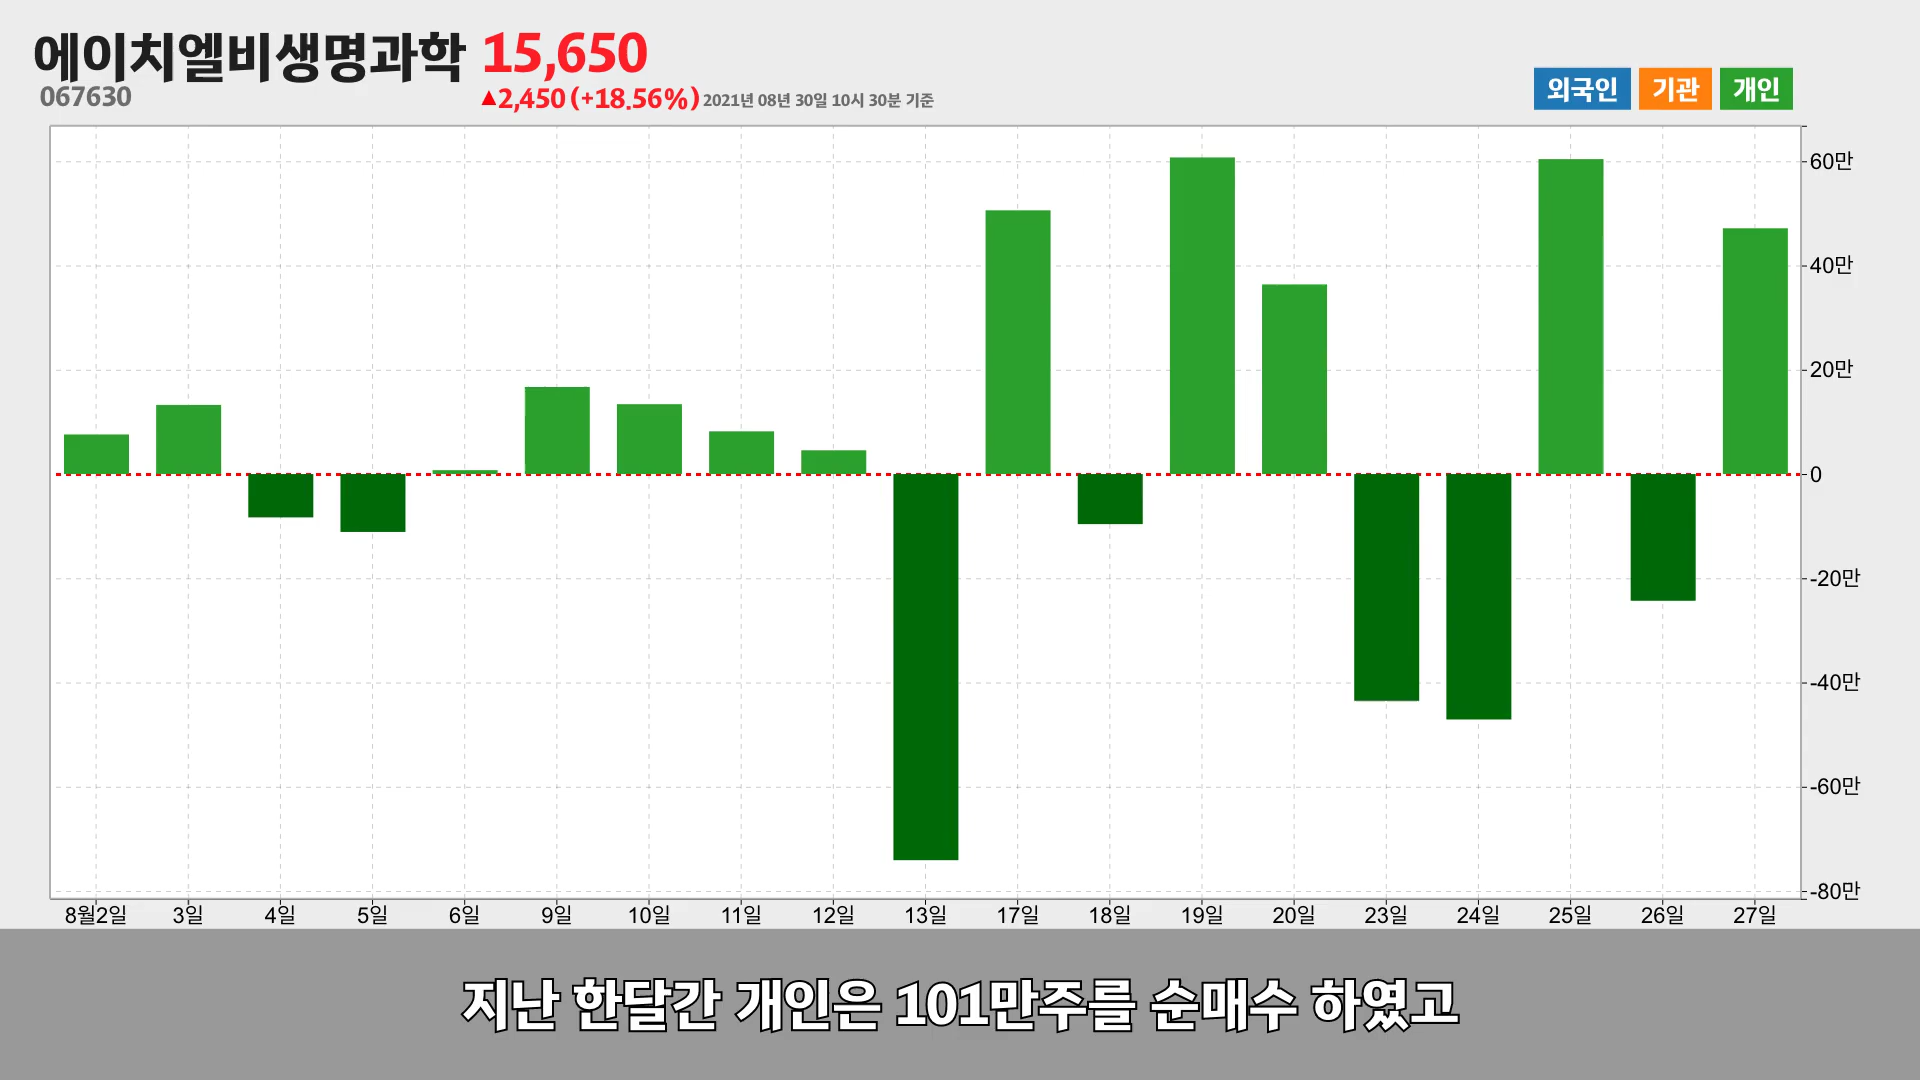 에이치엘비생명과학 15,650
067630
▲2,450 (+18.56%) 2021년 08월 30일 10시 30분 기준
외국인 기관 개인
60만
40만
20만
0
-20만
-40만
-60만
-80만
8월2일 3일 4일 5일 6일 9일 10일 11일 12일 13일 17일 18일 19일 20일 23일 24일 25일 26일 27일
지난 한달간 개인은 101만주를 순매수 하였고